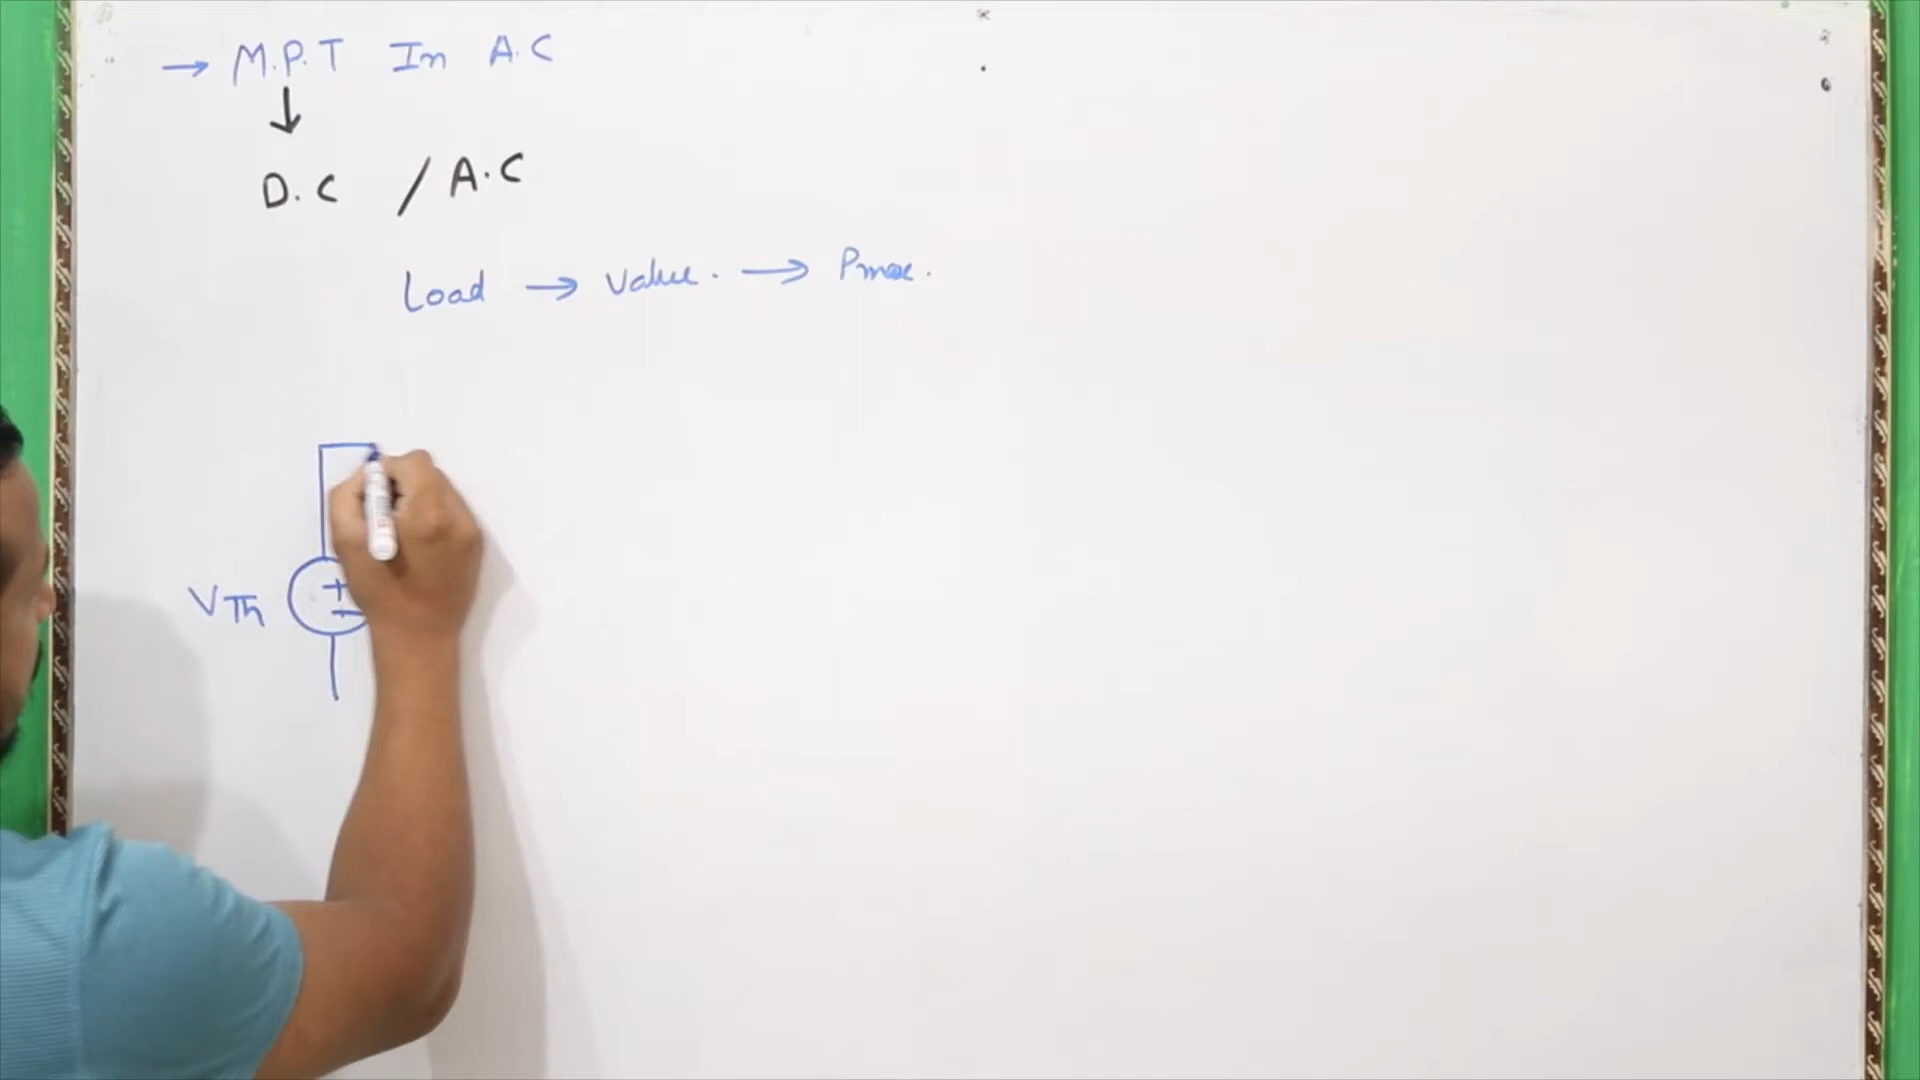 → M.P.T In A.C
↓
D.C / A.C
Load → Value. → Pmax.
VTh
+
−